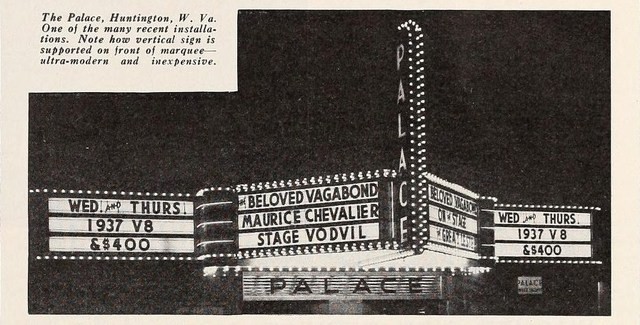 The Palace, Huntington, W. Va.
One of the many recent installa-
tions. Note how vertical sign is
supported on front of marquee—
ultra-modern and inexpensive.
PALACE
WED. AND THURS.
1937 V8
&$400
THE BELOVED VAGABOND
MAURICE CHEVALIER
STAGE VODVIL
BELOVED VAGABOND
ON STAGE
WED AND THURS.
1937 V8
&$400
PALACE
PALACE